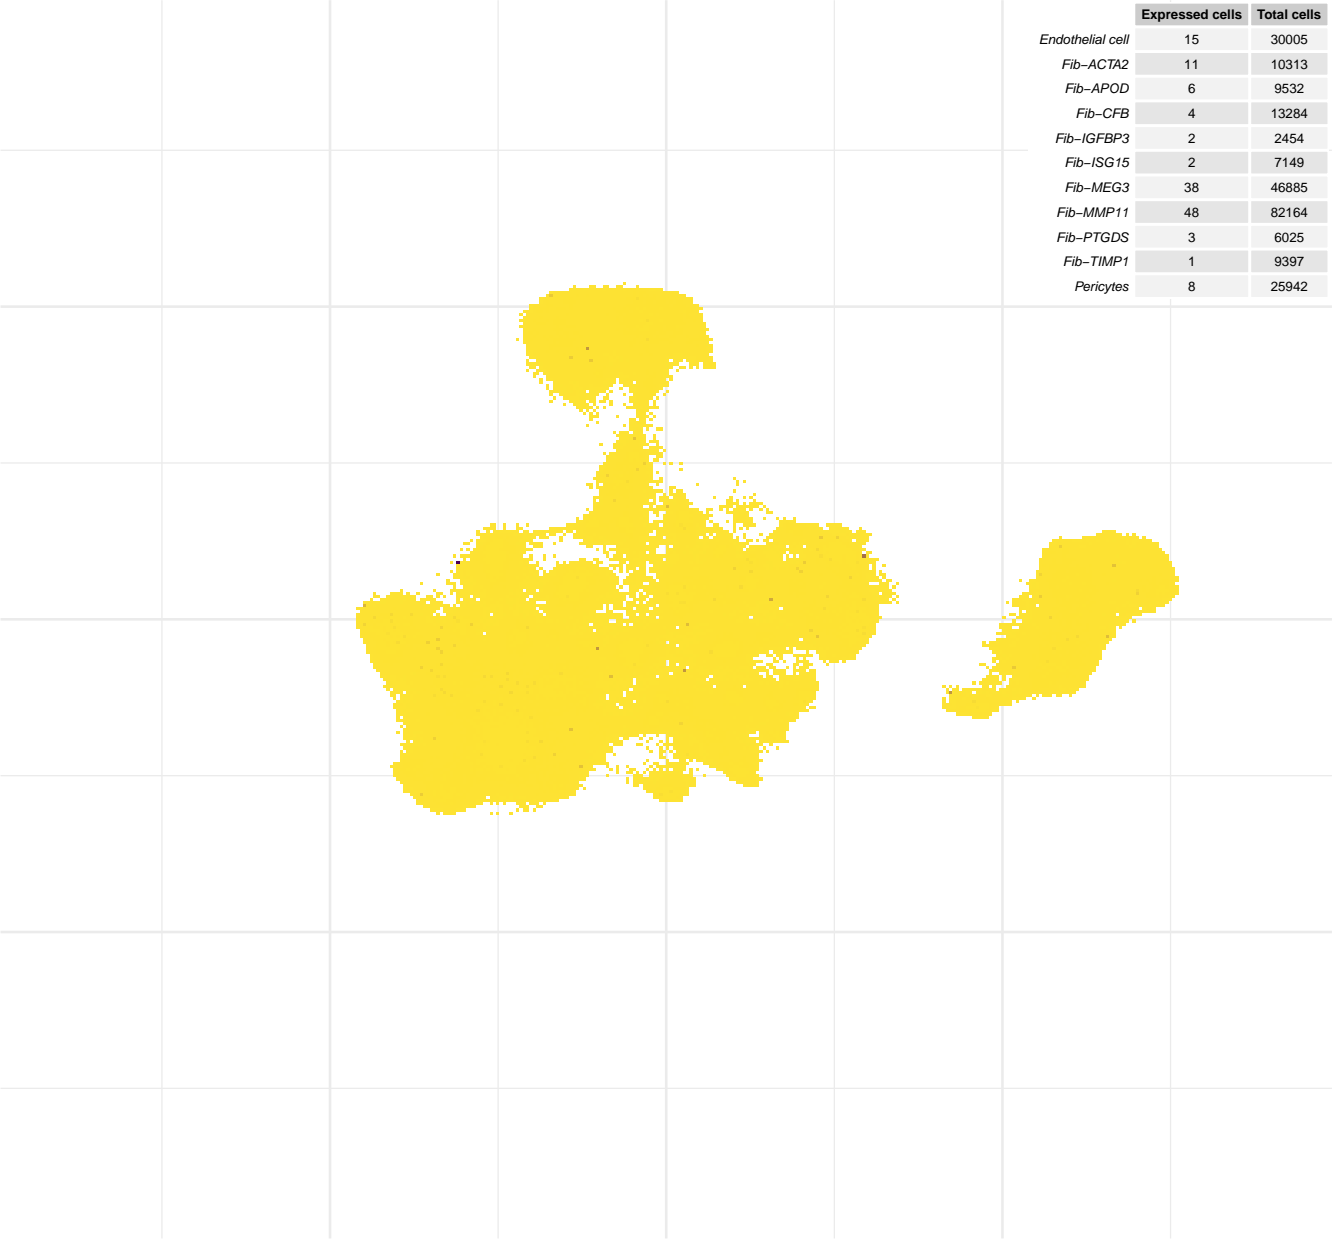 Expressed cells Total cells
Endothelial cell 15 30005
Fib−ACTA2 11 10313
Fib−APOD 6 9532
Fib−CFB 4 13284
Fib−IGFBP3 2 2454
Fib−ISG15 2 7149
Fib−MEG3 38 46885
Fib−MMP11 48 82164
Fib−PTGDS 3 6025
Fib−TIMP1 1 9397
Pericytes 8 25942